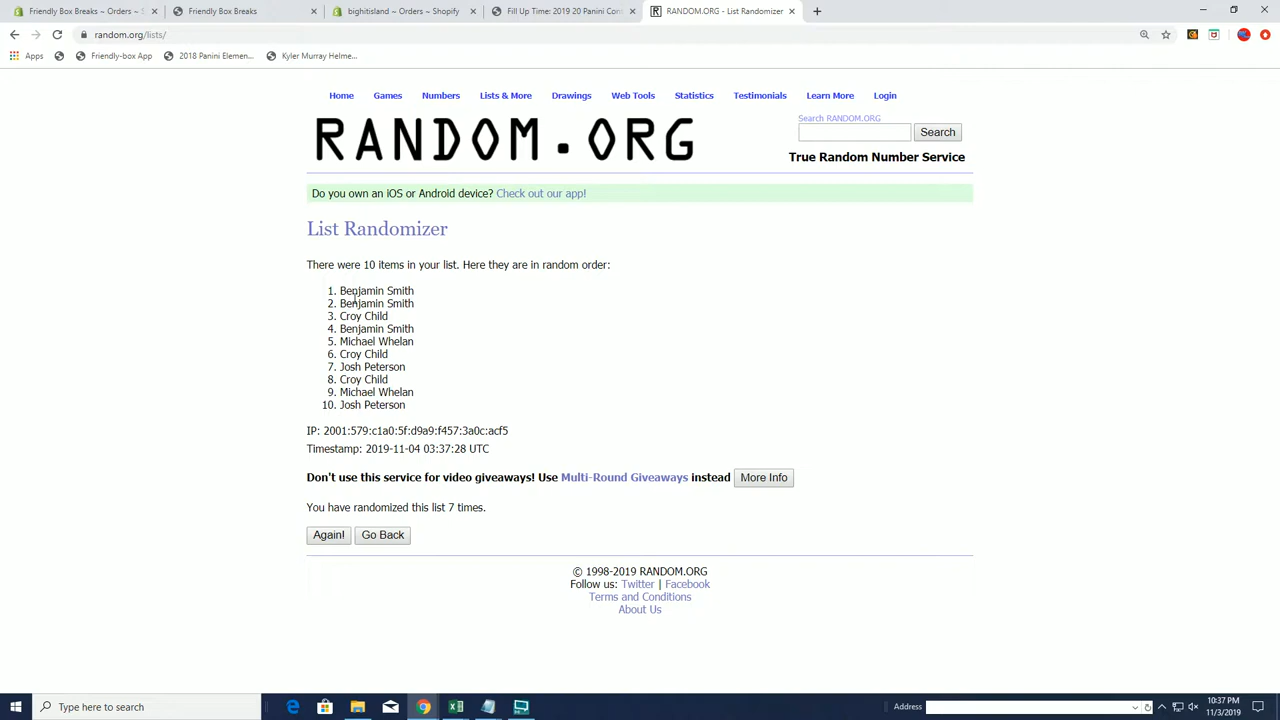 Friendly Box Breaks ~ Orders ~ S
Friendly Box Breaks
bighitsland ~ Orders ~ Shopify
Fill Up Time: 2019 20 Panini Con
RANDOM.ORG - List Randomizer
random.org/lists/
Apps
Friendly-box App
2018 Panini Elemen...
Kyler Murray Helme...
Home
Games
Numbers
Lists & More
Drawings
Web Tools
Statistics
Testimonials
Learn More
Login
RANDOM.ORG
Search RANDOM.ORG
Search
True Random Number Service
Do you own an iOS or Android device? Check out our app!
List Randomizer
There were 10 items in your list. Here they are in random order:
1. Benjamin Smith
2. Benjamin Smith
3. Croy Child
4. Benjamin Smith
5. Michael Whelan
6. Croy Child
7. Josh Peterson
8. Croy Child
9. Michael Whelan
10. Josh Peterson
IP: 2001:579:c1a0:5f:d9a9:f457:3a0c:acf5
Timestamp: 2019-11-04 03:37:28 UTC
Don't use this service for video giveaways! Use Multi-Round Giveaways instead More Info
You have randomized this list 7 times.
Again! Go Back
© 1998-2019 RANDOM.ORG
Follow us: Twitter | Facebook
Terms and Conditions
About Us
Type here to search
Address
10:37 PM
11/3/2019